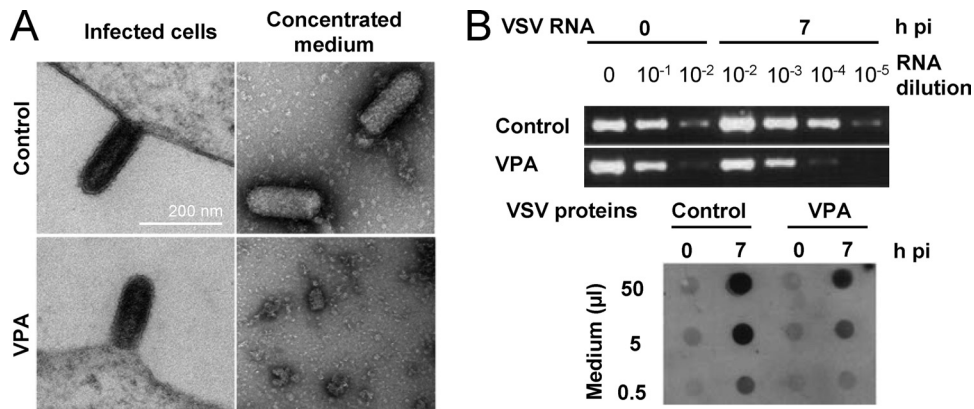 A
Infected cells
Concentrated
medium
Control
200 nm
VPA
B
VSV RNA 0 7 h pi
0 10⁻¹ 10⁻² 10⁻² 10⁻³ 10⁻⁴ 10⁻⁵ RNA
dilution
Control
VPA
VSV proteins Control VPA
0 7 0 7 h pi
Medium (µl)
50
5
0.5